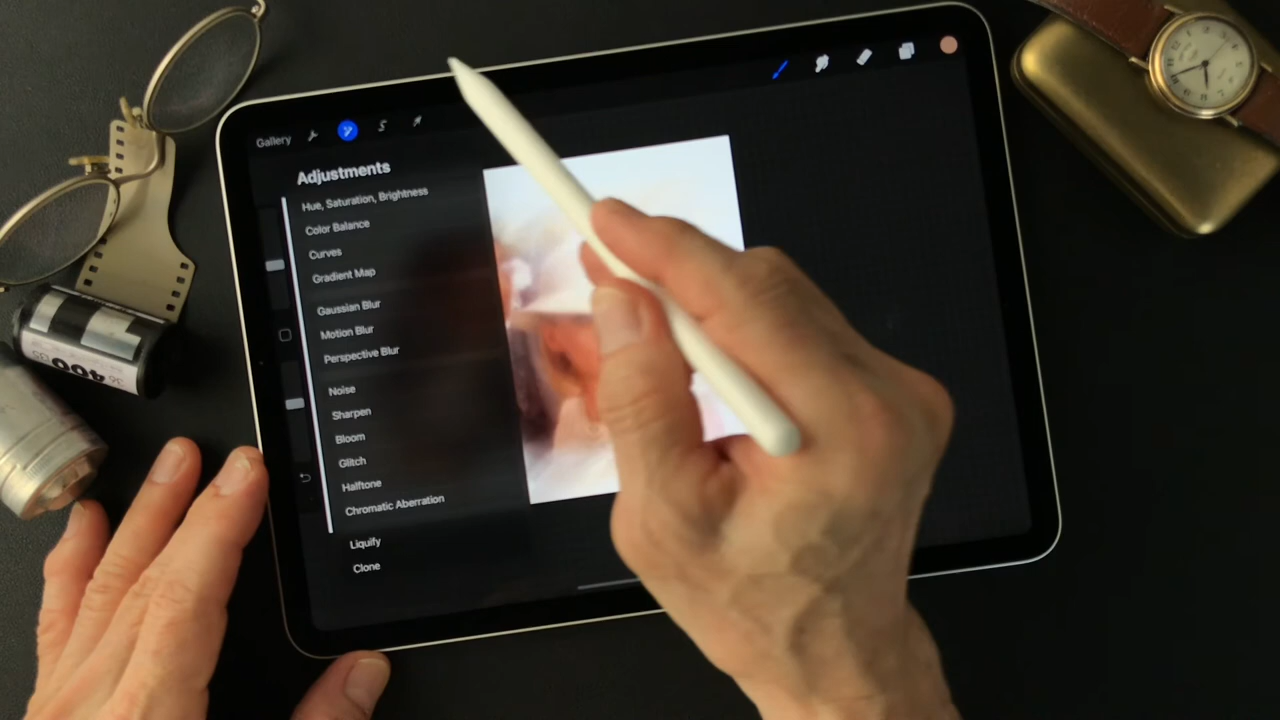 Gallery
Adjustments
Hue, Saturation, Brightness
Color Balance
Curves
Gradient Map
Gaussian Blur
Motion Blur
Perspective Blur
Noise
Sharpen
Bloom
Glitch
Halftone
Chromatic Aberration
Liquify
Clone
400